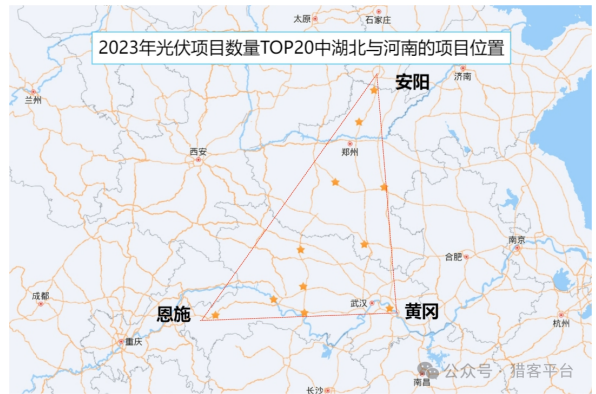 太原
石家庄
2023年光伏项目数量TOP20中湖北与河南的项目位置
济南
安阳
兰州
郑州
西安
南京
合肥
成都
武汉
恩施
黄冈
杭州
重庆
公众号·猎客平台
南昌
长沙